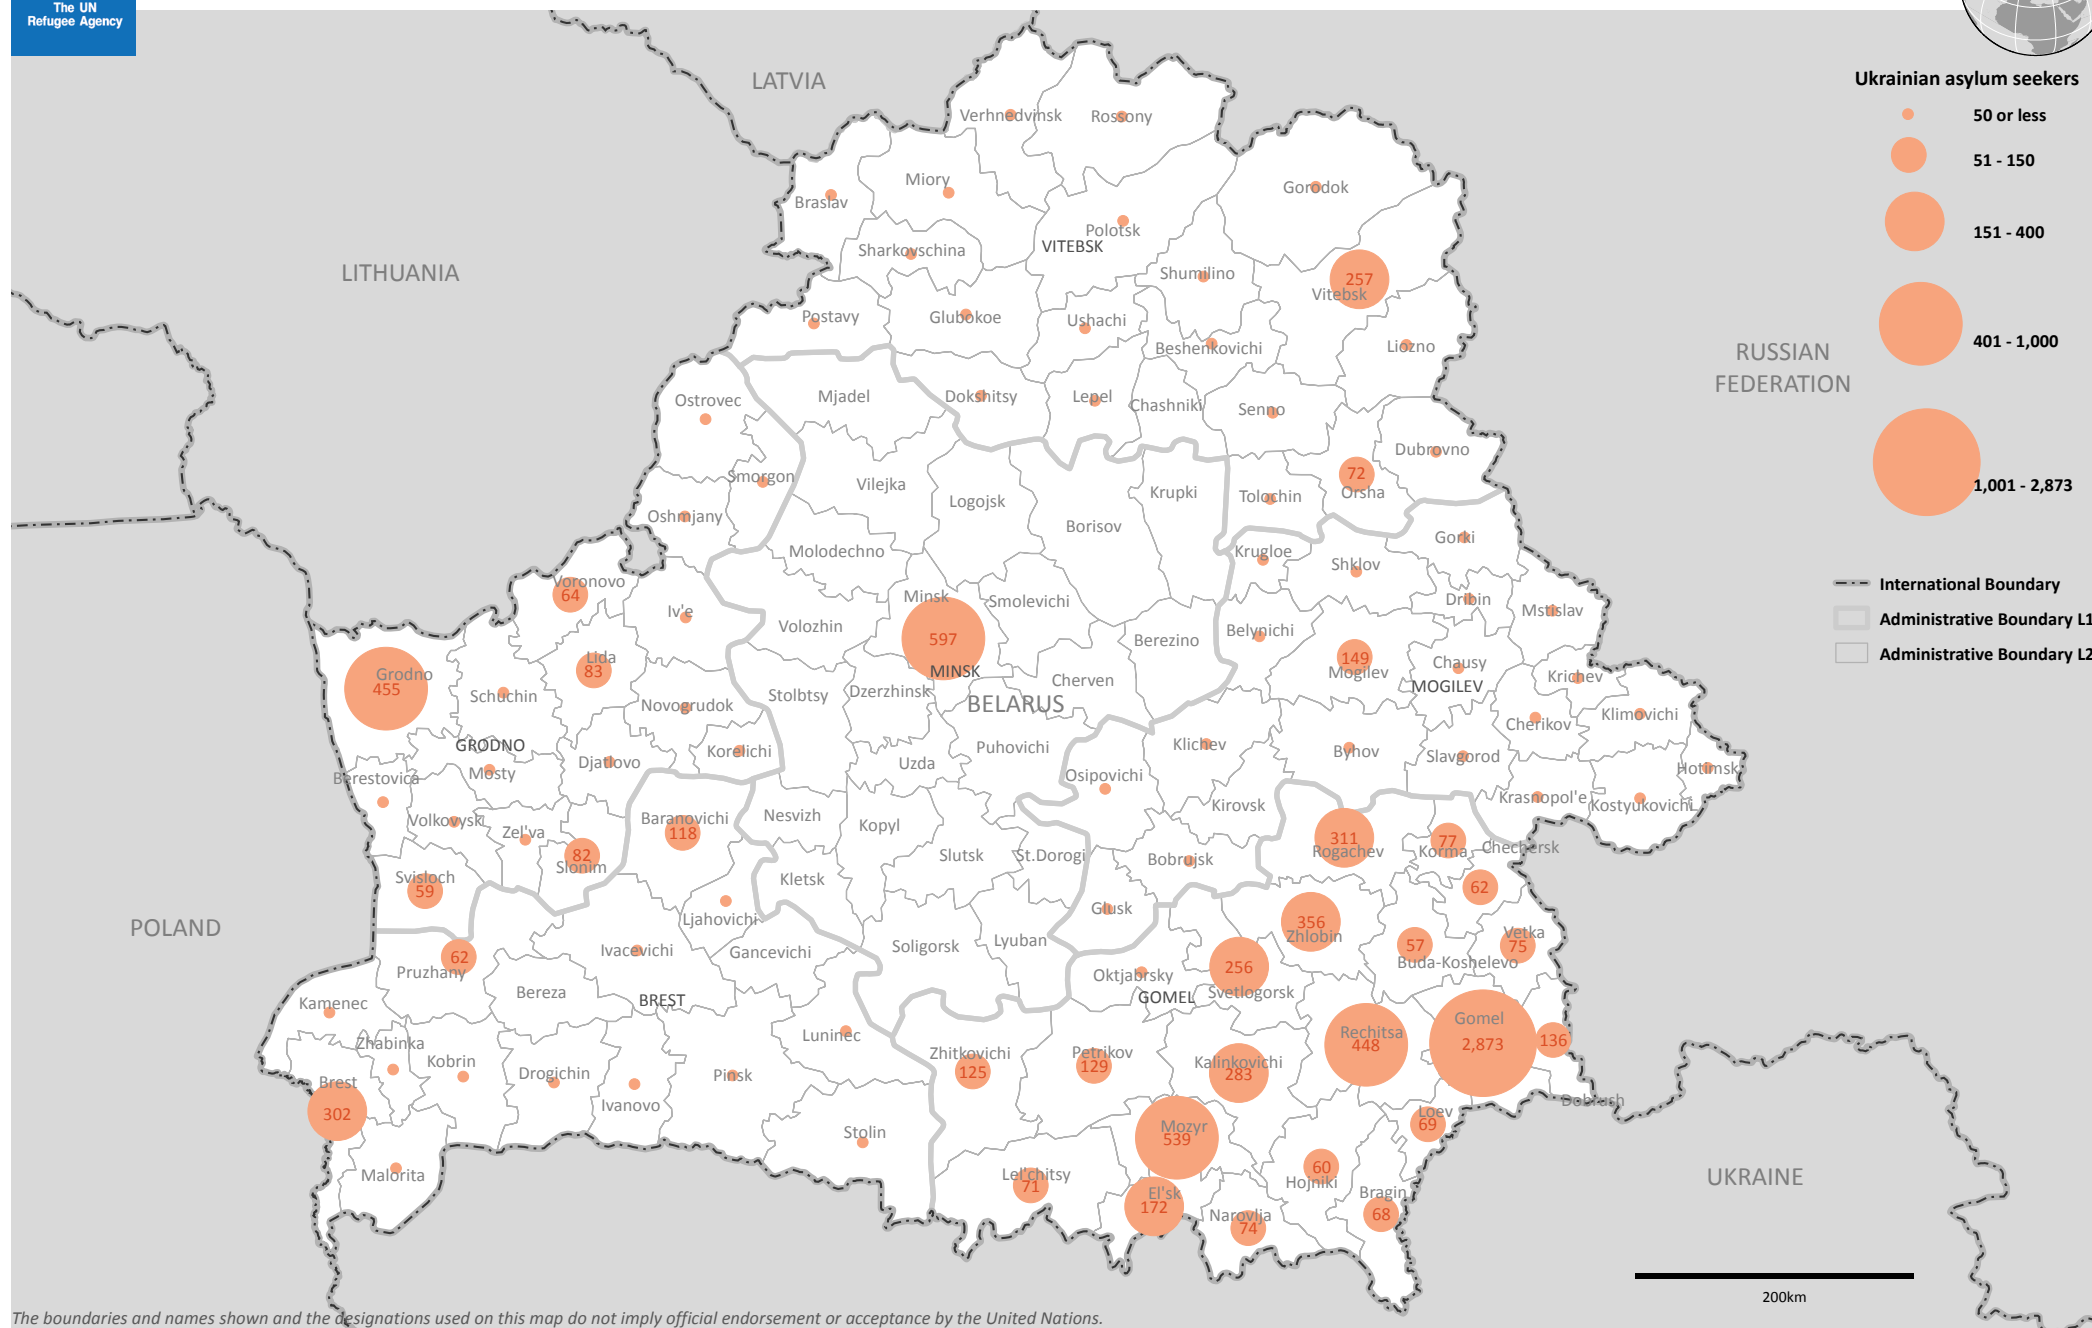 The UN
Refugee Agency
LATVIA
Ukrainian asylum seekers
50 or less
51 - 150
151 - 400
401 - 1,000
1,001 - 2,873
International Boundary
Administrative Boundary L1
Administrative Boundary L2
LITHUANIA
RUSSIAN
FEDERATION
POLAND
UKRAINE
BELARUS
Verhnedvinsk
Rossony
Braslav
Miory
Gorodok
Polotsk
VITEBSK
Sharkovschina
Shumilino
257
Vitebsk
Postavy
Glubokoe
Ushachi
Beshenkovichi
Liozno
Ostrovec
Mjadel
Dokshitsy
Lepel
Chashniki
Senno
Dubrovno
Smorgon
Vilejka
Logojsk
Krupki
Tolochin
72
Orsha
Oshmjany
Borisov
Molodechno
Krugloe
Shklov
Gorki
Voronovo
64
Iv'e
Minsk
Smolevichi
Dribin
Mstislav
Volozhin
597
MINSK
Berezino
Belynichi
149
Mogilev
Chausy
MOGILEV
Krichev
Grodno
455
Lida
83
Schuchin
Novogrudok
Stolbtsy
Dzerzhinsk
Cherven
Cherikov
Klimovichi
GRODNO
Mosty
Djatlovo
Korelichi
Uzda
Puhovichi
Klichev
Byhov
Slavgorod
Hotimsk
Berestovica
Osipovichi
Krasnopol'e
Kostyukovichi
Volkovysk
Zel'va
82
Slonim
Baranovichi
118
Nesvizh
Kopyl
Kirovsk
311
Rogachev
77
Korma
Chechersk
62
Svisloch
59
Ljahovichi
Kletsk
Slutsk
St.Dorogi
Bobrujsk
Glusk
356
Zhlobin
57
Buda-Koshelevo
Vetka
75
62
Pruzhany
Ivacevichi
Gancevichi
Soligorsk
Lyuban
Oktjabrsky
256
Svetlogorsk
GOMEL
Kamenec
Bereza
BREST
Luninec
Rechitsa
448
Gomel
2,873
136
Dobrush
Zhabinka
Kobrin
Drogichin
Ivanovo
Pinsk
Zhitkovichi
125
Petrikov
129
Kalinkovichi
283
Brest
302
Stolin
Mozyr
539
Loev
69
Malorita
Lel'chitsy
71
El'sk
172
Narovlja
74
60
Hojniki
Bragin
68
200km
The boundaries and names shown and the designations used on this map do not imply official endorsement or acceptance by the United Nations.